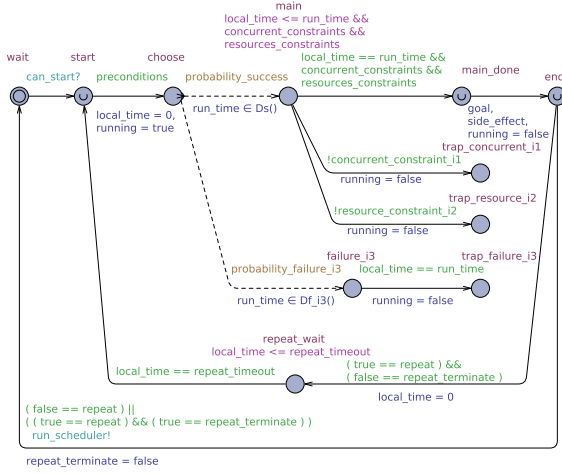 main
local_time <= run_time &&
concurrent_constraints &&
resources_constraints
wait
start
choose
local_time == run_time &&
concurrent_constraints &&
resources_constraints
main_done
end
can_start?
preconditions
probability_success
local_time = 0,
running = true
run_time ∈ Ds()
goal,
side_effect,
running = false
trap_concurrent_i1
!concurrent_constraint_i1
running = false
trap_resource_i2
!resource_constraint_i2
running = false
failure_i3
trap_failure_i3
probability_failure_i3
local_time == run_time
run_time ∈ Df_i3()
running = false
repeat_wait
local_time <= repeat_timeout
local_time == repeat_timeout
( true == repeat ) &&
( false == repeat_terminate )
local_time = 0
( false == repeat ) ||
( ( true == repeat ) && ( true == repeat_terminate ) )
run_scheduler!
repeat_terminate = false